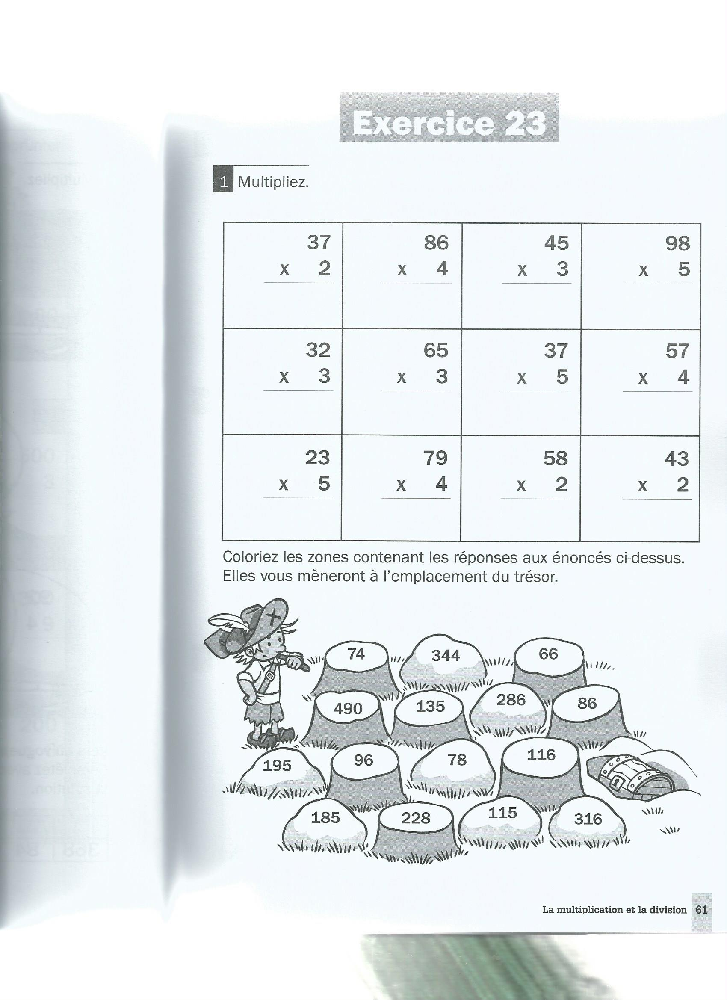 Exercice 23
1 Multipliez.
37 86 45 98
x 2 x 4 x 3 x 5
32 65 37 57
x 3 x 3 x 5 x 4
23 79 58 43
x 5 x 4 x 2 x 2
Coloriez les zones contenant les réponses aux énoncés ci-dessus.
Elles vous mèneront à l'emplacement du trésor.
74 344 66
490 135 286 86
195 96 78 116
185 228 115 316
La multiplication et la division 61